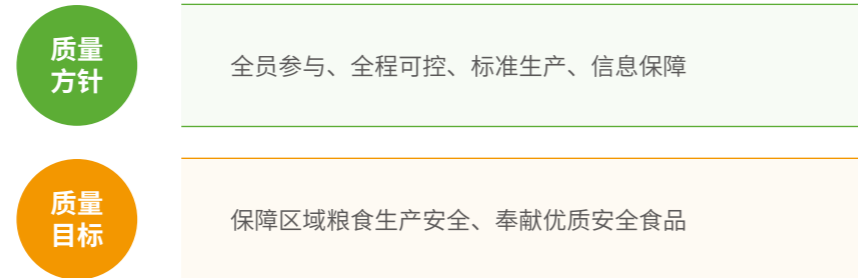 质量
方针
全员参与、全程可控、标准生产、信息保障
质量
目标
保障区域粮食生产安全、奉献优质安全食品